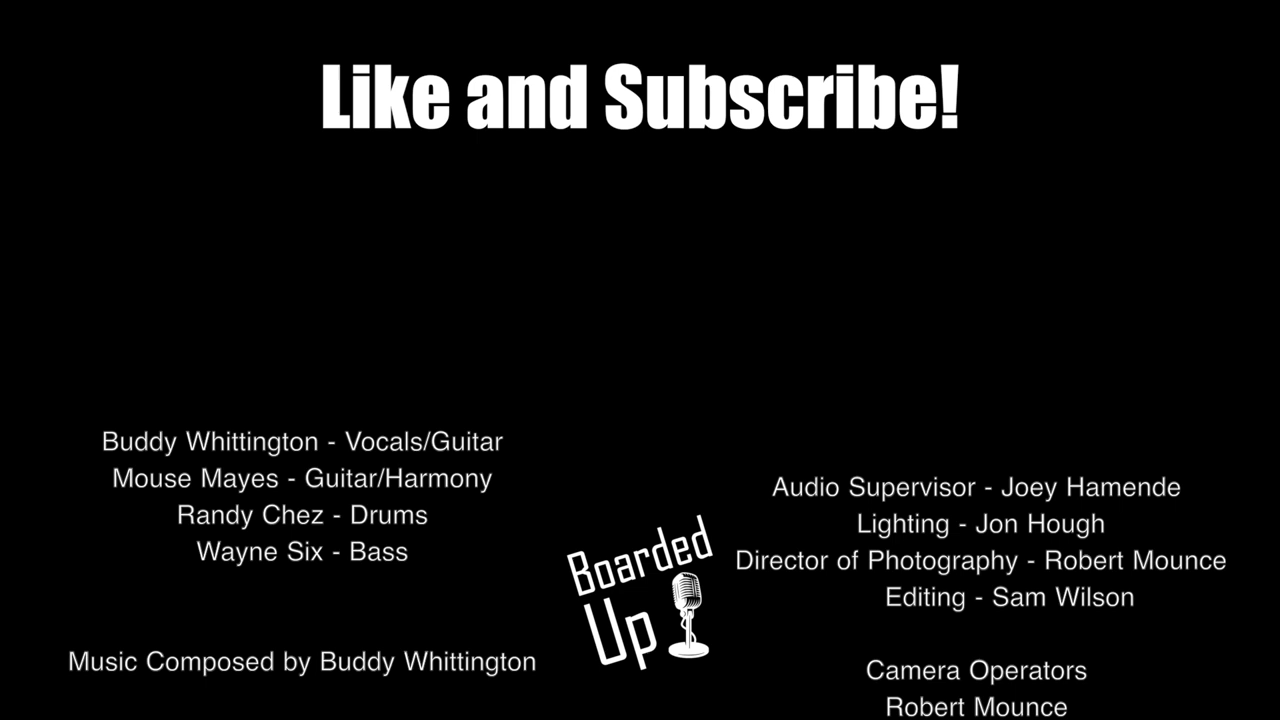 Like and Subscribe!
Buddy Whittington - Vocals/Guitar
Mouse Mayes - Guitar/Harmony
Randy Chez - Drums
Wayne Six - Bass
Music Composed by Buddy Whittington
Boarded
Up
Audio Supervisor - Joey Hamende
Lighting - Jon Hough
Director of Photography - Robert Mounce
Editing - Sam Wilson
Camera Operators
Robert Mounce